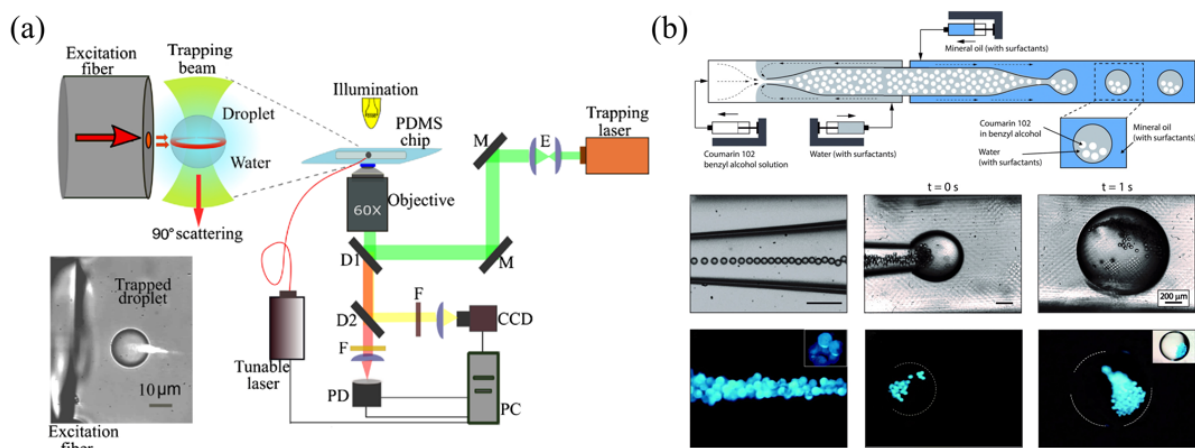 (a)
Excitation
fiber
Trapping
beam
Droplet
Water
90° scattering
Illumination
PDMS
chip
Objective
60X
M
E
Trapping
laser
M
D1
D2
F
CCD
F
PD
PC
Tunable
laser
Trapped
droplet
10 μm
Excitation
fiber
(b)
Mineral oil
(with surfactants)
Coumarin 102
benzyl alcohol solution
Water (with surfactants)
Coumarin 102
in benzyl alcohol
Water
(with surfactants)
Mineral oil
(with surfactants)
t = 0 s
t = 1 s
200 μm